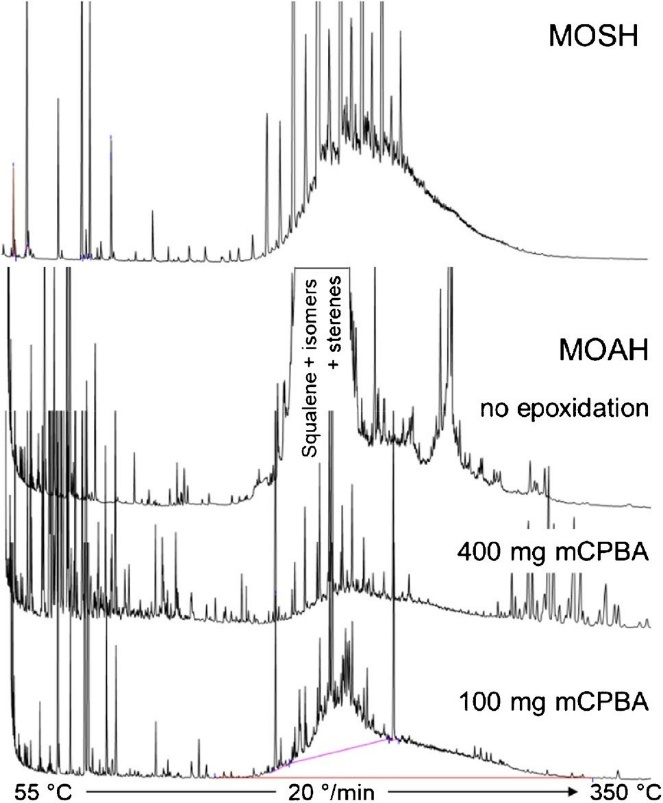 MOSH
Squalene + isomers
+ sterenes
MOAH
no epoxidation
400 mg mCPBA
100 mg mCPBA
55 °C 20 °/min 350 °C